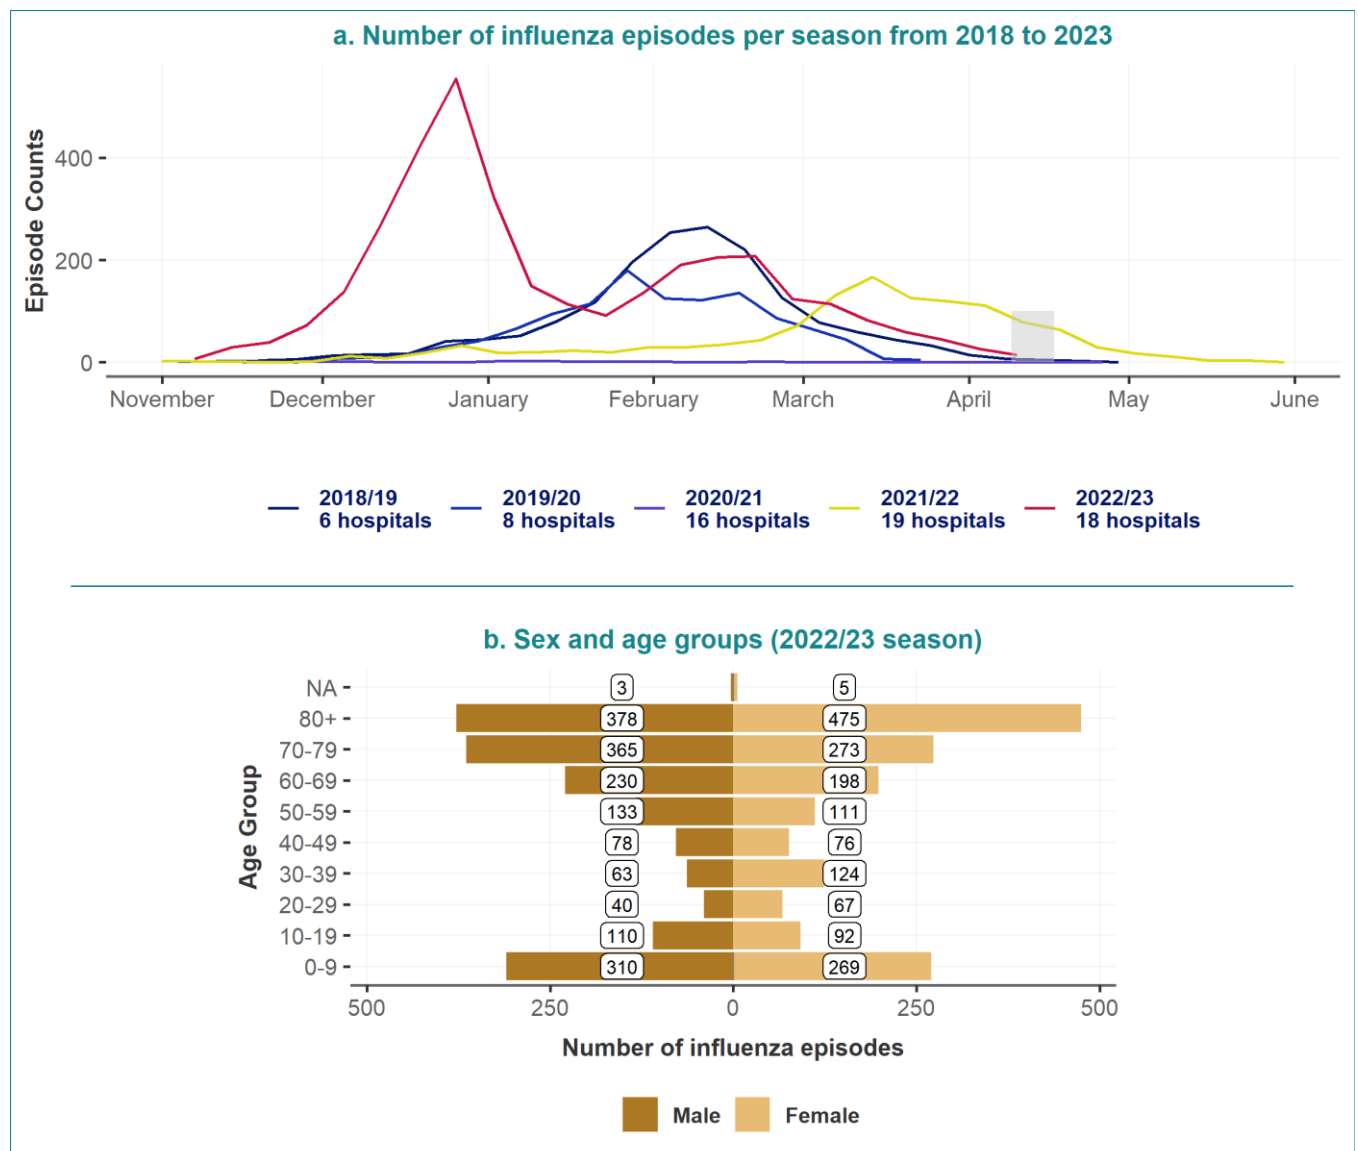 a. Number of influenza episodes per season from 2018 to 2023
Episode Counts
400
200
0
November December January February March April May June
2018/19 2019/20 2020/21 2021/22 2022/23
6 hospitals 8 hospitals 16 hospitals 19 hospitals 18 hospitals
b. Sex and age groups (2022/23 season)
Age Group
NA 3 5
80+ 378 475
70-79 365 273
60-69 230 198
50-59 133 111
40-49 78 76
30-39 63 124
20-29 40 67
10-19 110 92
0-9 310 269
500 250 0 250 500
Number of influenza episodes
Male Female